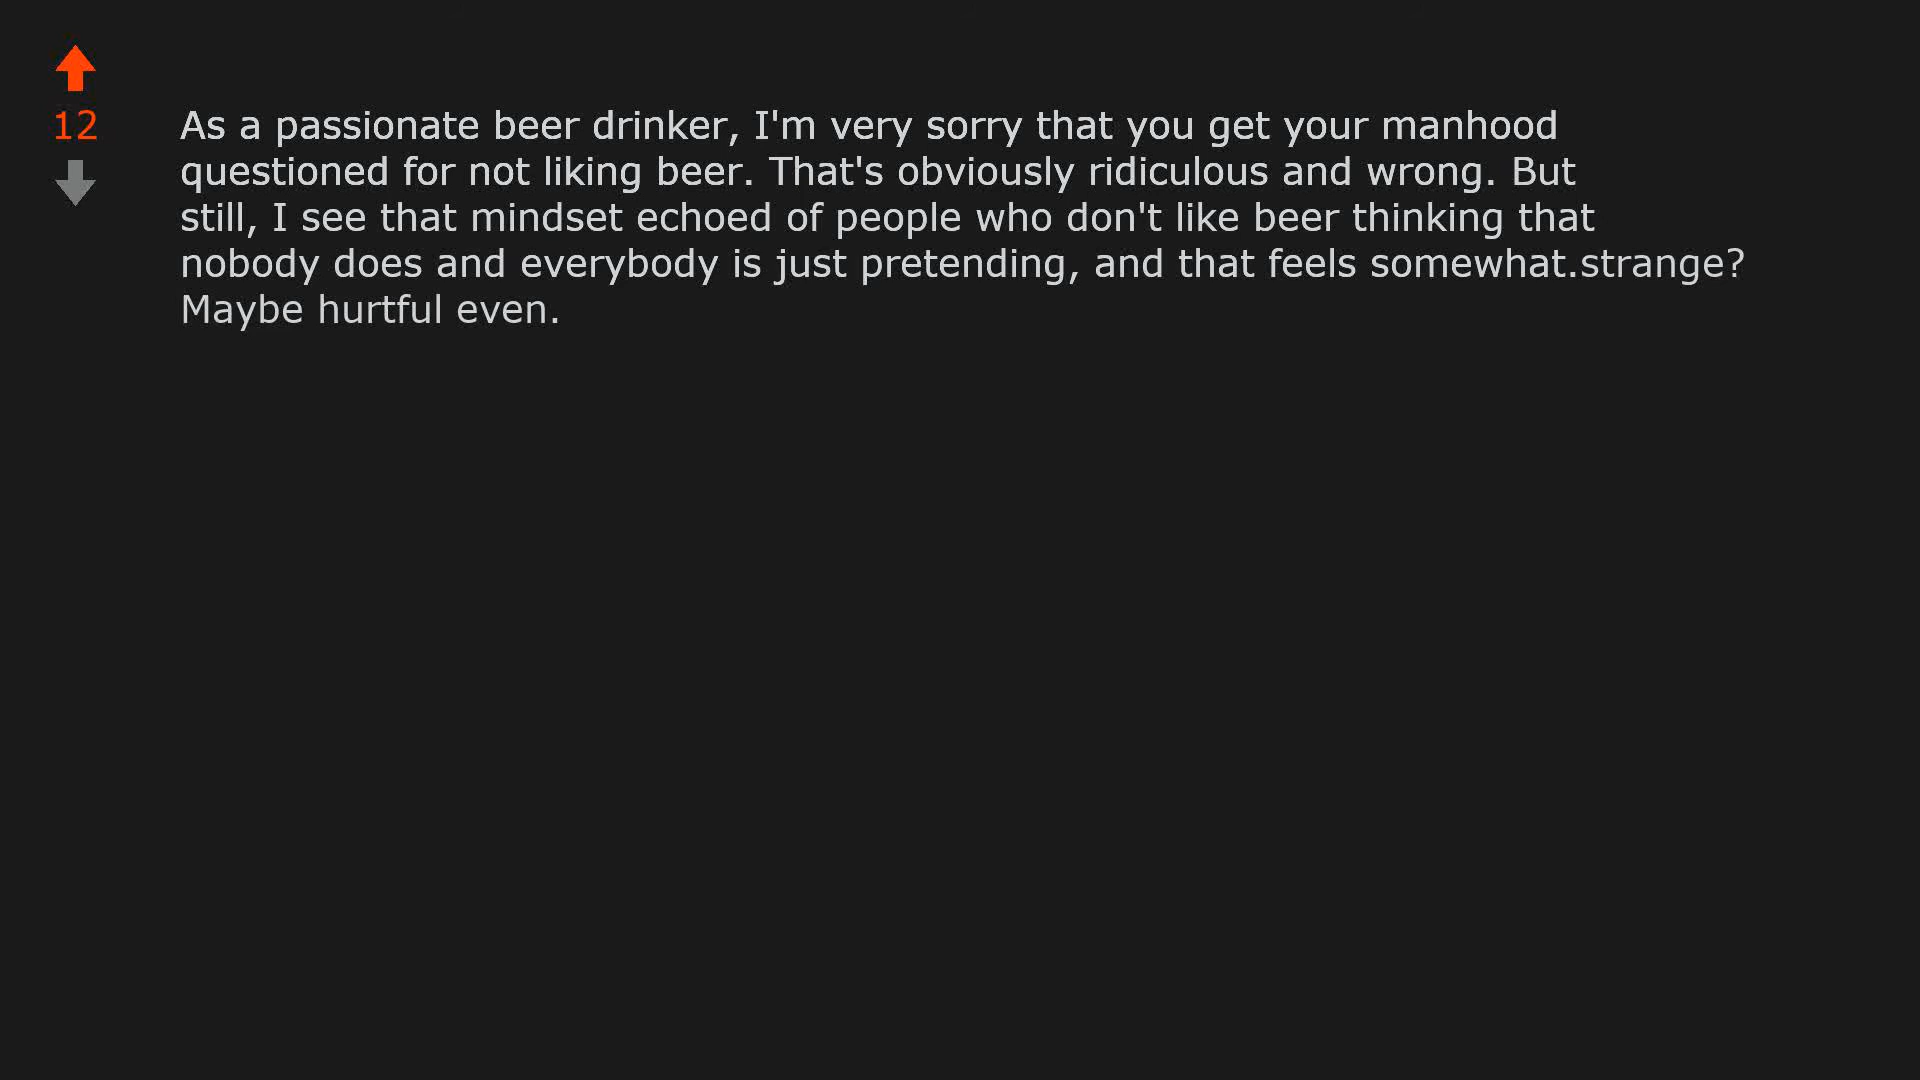 12
As a passionate beer drinker, I'm very sorry that you get your manhood
questioned for not liking beer. That's obviously ridiculous and wrong. But
still, I see that mindset echoed of people who don't like beer thinking that
nobody does and everybody is just pretending, and that feels somewhat.strange?
Maybe hurtful even.